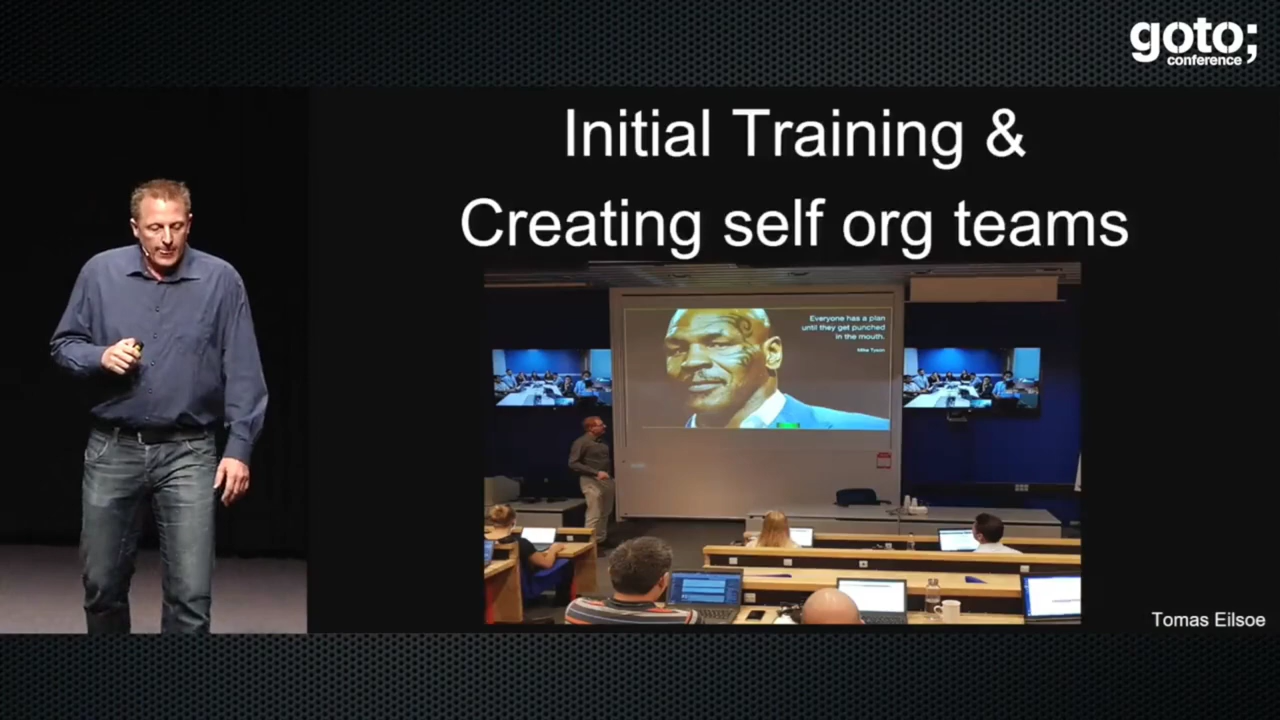 goto;
conference
Initial Training &
Creating self org teams
Everyone has a plan
until they get punched
in the mouth.
Mike Tyson
Tomas Eilsoe